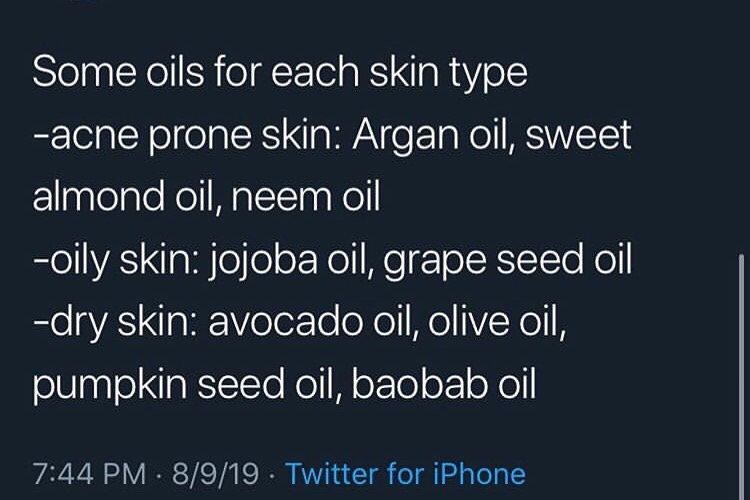 Some oils for each skin type
-acne prone skin: Argan oil, sweet
almond oil, neem oil
-oily skin: jojoba oil, grape seed oil
-dry skin: avocado oil, olive oil,
pumpkin seed oil, baobab oil
7:44 PM · 8/9/19 · Twitter for iPhone